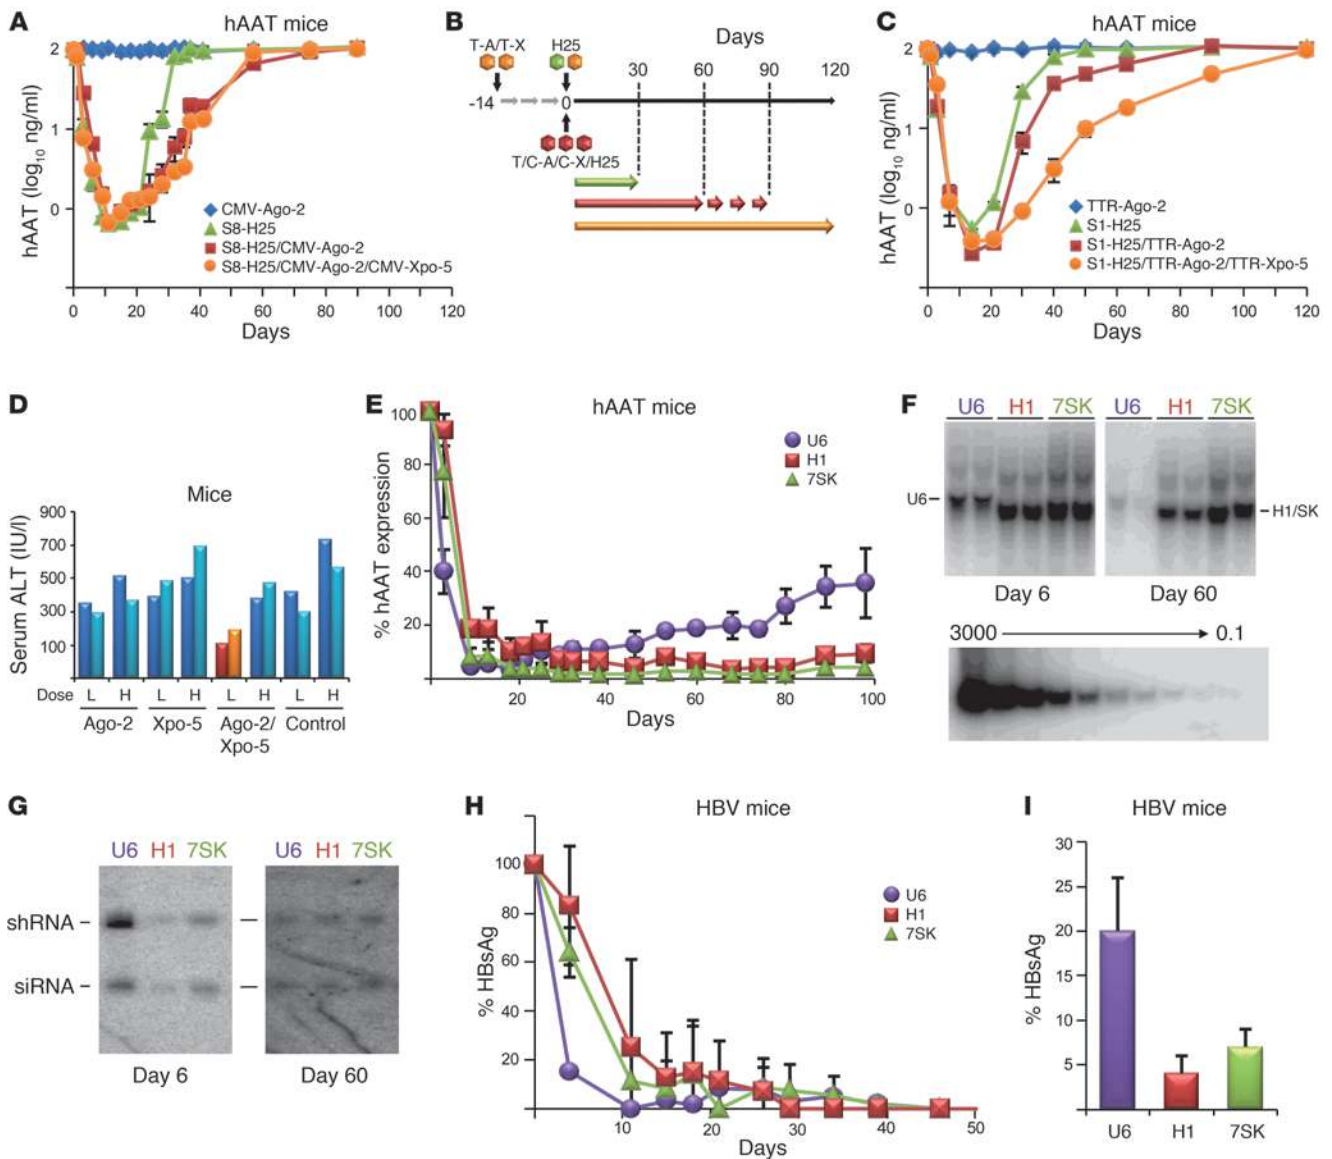 A
hAAT mice
hAAT (log10 ng/ml)
2
1
0
CMV-Ago-2
S8-H25
S8-H25/CMV-Ago-2
S8-H25/CMV-Ago-2/CMV-Xpo-5
0 20 40 60 80 100
Days
B
Days
T-A/T-X
H25
30 60 90 120
-14
0
T/C-A/C-X/H25
C
hAAT mice
hAAT (log10 ng/ml)
2
1
0
TTR-Ago-2
S1-H25
S1-H25/TTR-Ago-2
S1-H25/TTR-Ago-2/TTR-Xpo-5
0 20 40 60 80 100 120
Days
D
Mice
Serum ALT (IU/l)
900
700
500
300
100
Dose L H L H L H L H
Ago-2 Xpo-5 Ago-2/ Control
Xpo-5
E
hAAT mice
% hAAT expression
100
80
60
40
20
U6
H1
7SK
20 40 60 80 100
Days
F
U6 H1 7SK U6 H1 7SK
U6
H1/SK
Day 6 Day 60
3000 0.1
G
U6 H1 7SK U6 H1 7SK
shRNA
siRNA
Day 6 Day 60
H
HBV mice
% HBsAg
100
80
60
40
20
U6
H1
7SK
10 20 30 40 50
Days
I
HBV mice
% HBsAg
30
25
20
15
10
5
U6 H1 7SK